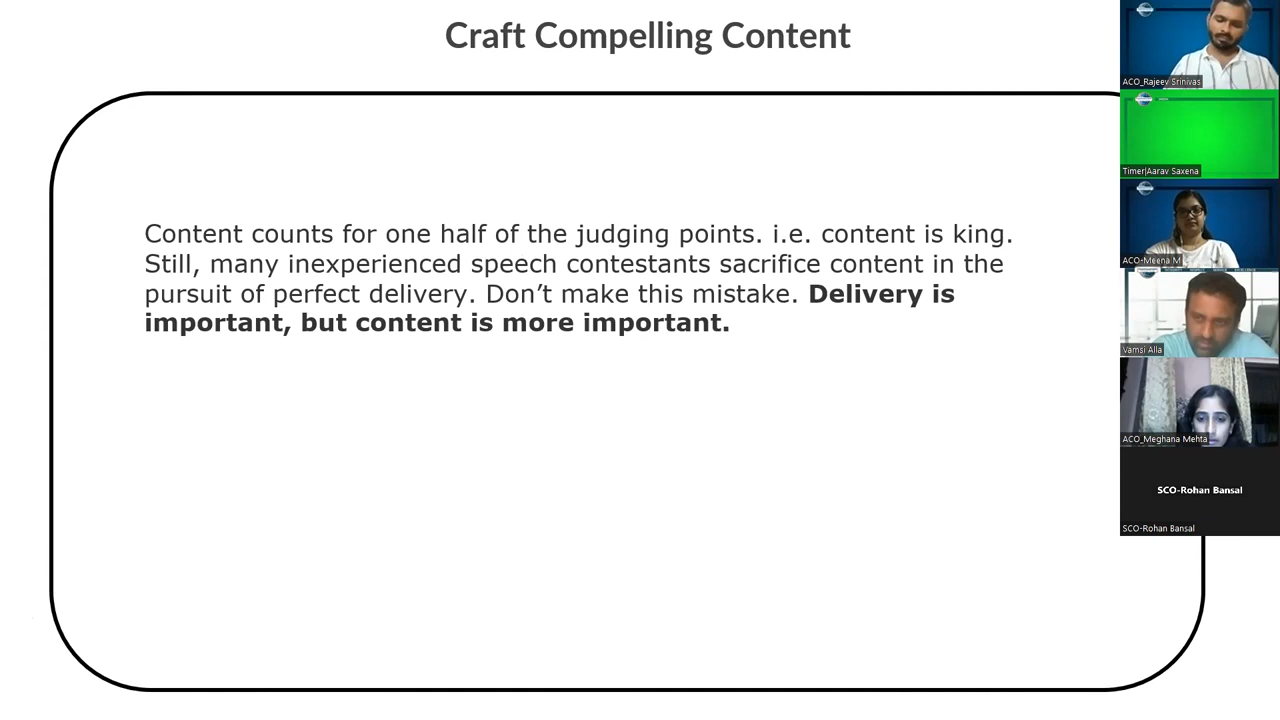 Craft Compelling Content
Content counts for one half of the judging points. i.e. content is king.
Still, many inexperienced speech contestants sacrifice content in the
pursuit of perfect delivery. Don’t make this mistake. Delivery is
important, but content is more important.
ACO_Rajeev Srinivas
Timer|Aarav Saxena
ACO-Meena M
Vamsi Alla
ACO_Meghana Mehta
SCO-Rohan Bansal
SCO-Rohan Bansal